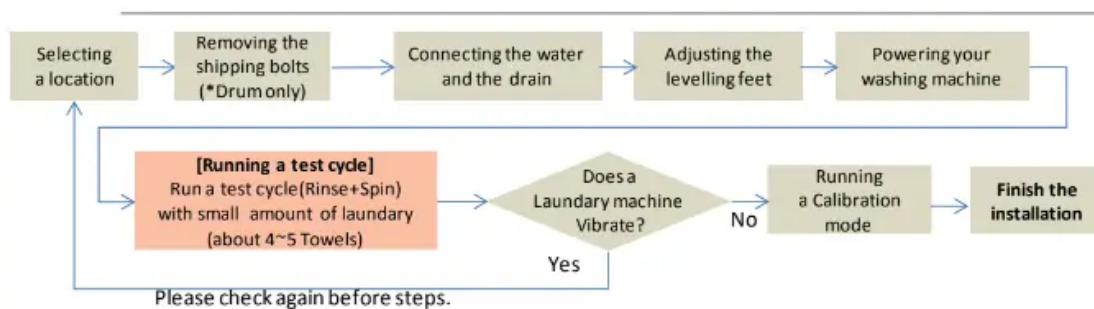 Selecting
a location
Removing the
shipping bolts
(*Drum only)
Connecting the water
and the drain
Adjusting the
levelling feet
Powering your
washing machine
[Running a test cycle]
Run a test cycle(Rinse+Spin)
with small amount of laundary
(about 4~5 Towels)
Does a
Laundary machine
Vibrate?
No
Running
a Calibration
mode
Finish the
installation
Yes
Please check again before steps.